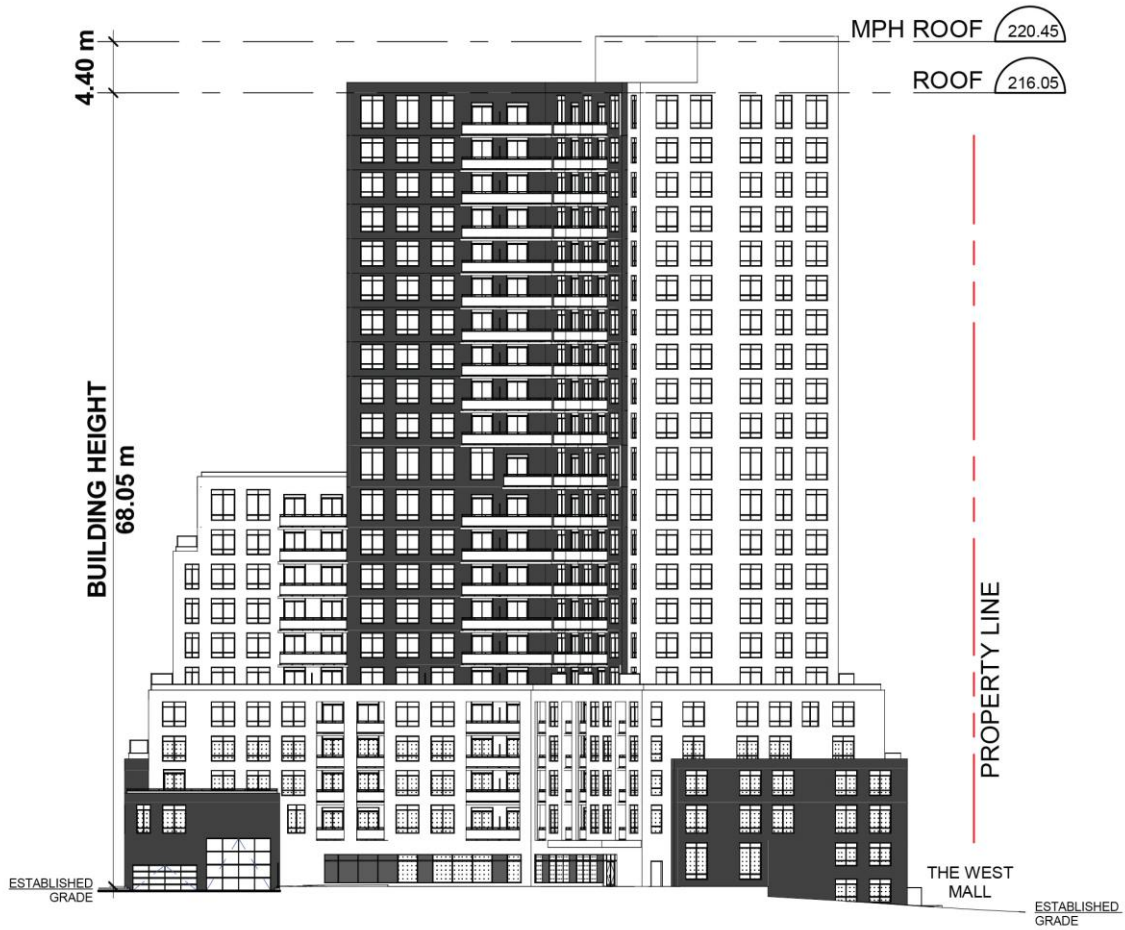 MPH ROOF 220.45
4.40 m
ROOF 216.05
BUILDING HEIGHT
68.05 m
PROPERTY LINE
THE WEST
MALL
ESTABLISHED
GRADE
ESTABLISHED
GRADE